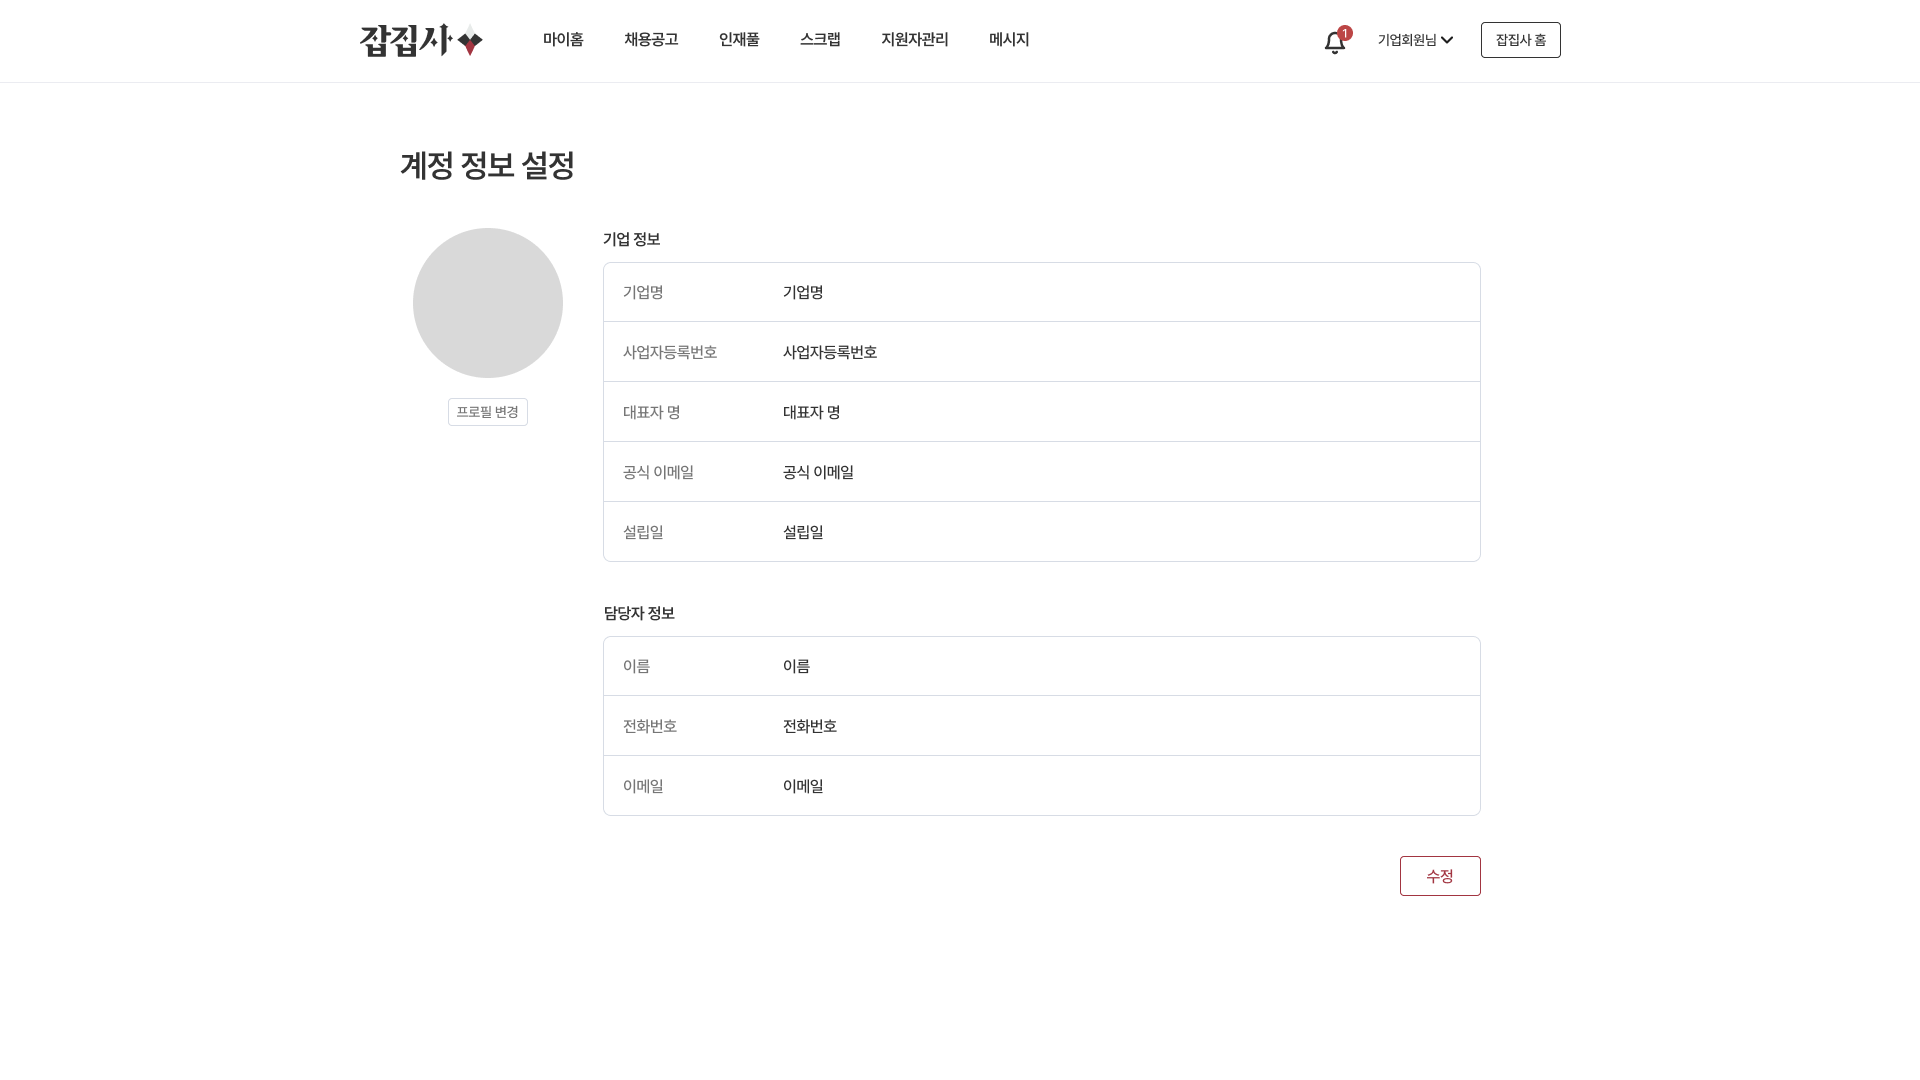 잡집사 마이홈 채용공고 인재풀 스크랩 지원자관리 메시지 1 기업회원님 잡집사 홈
계정 정보 설정
프로필 변경
기업 정보
기업명 기업명
사업자등록번호 사업자등록번호
대표자 명 대표자 명
공식 이메일 공식 이메일
설립일 설립일
담당자 정보
이름 이름
전화번호 전화번호
이메일 이메일
수정